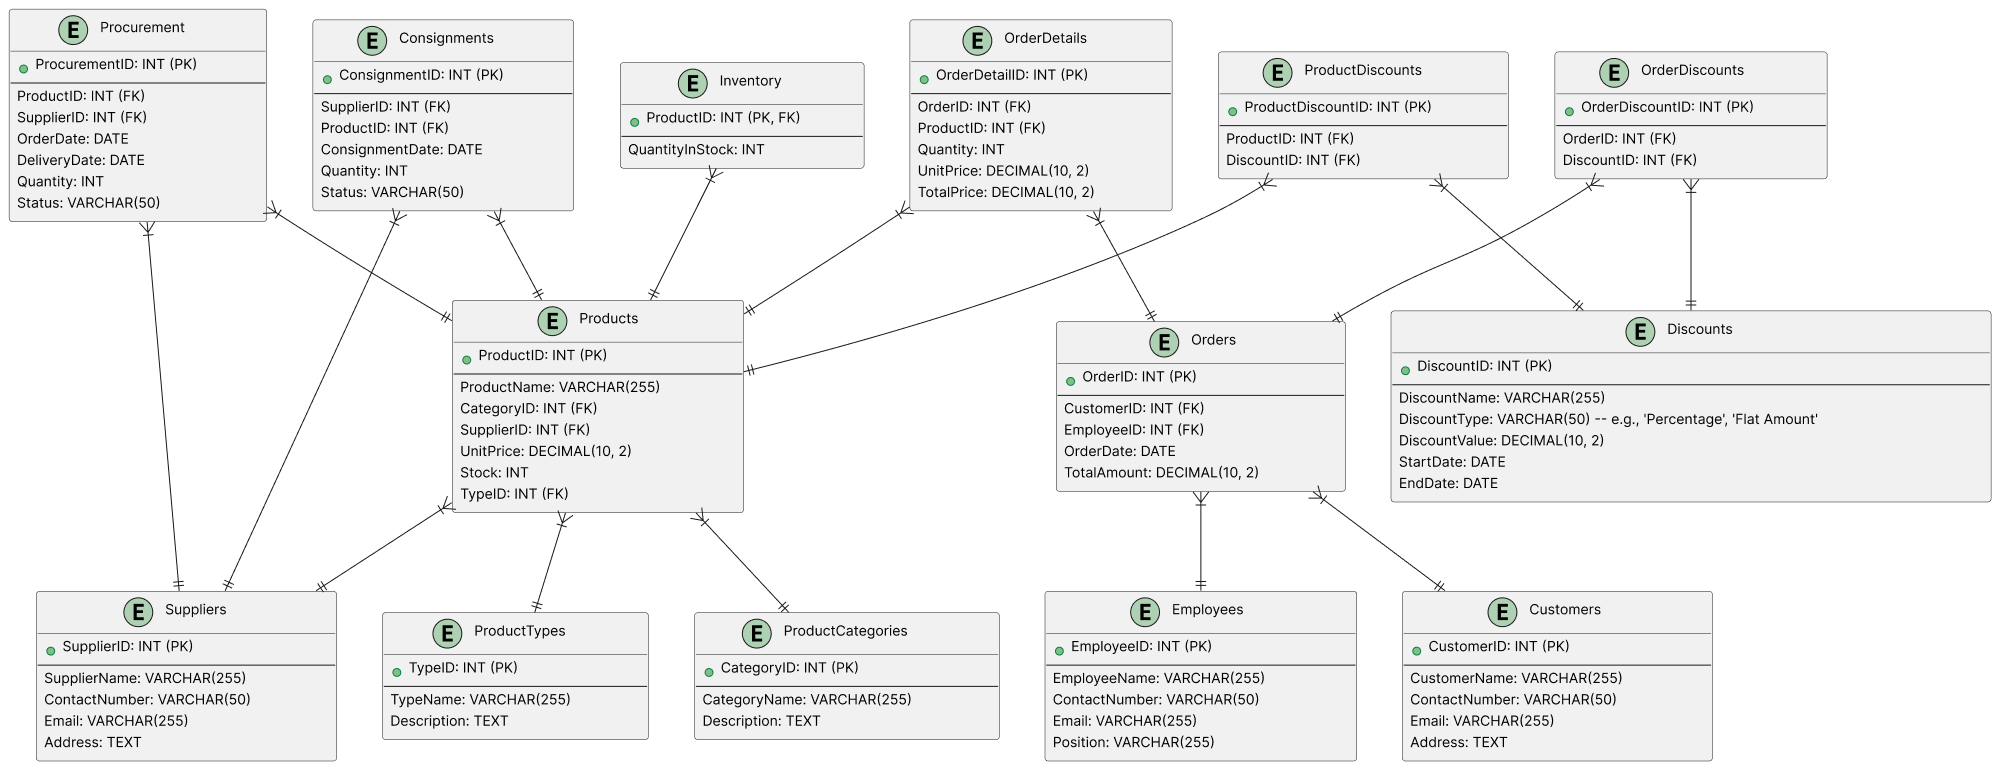 E Procurement
ProcurementID: INT (PK)
ProductID: INT (FK)
SupplierID: INT (FK)
OrderDate: DATE
DeliveryDate: DATE
Quantity: INT
Status: VARCHAR(50)
E Consignments
ConsignmentID: INT (PK)
SupplierID: INT (FK)
ProductID: INT (FK)
ConsignmentDate: DATE
Quantity: INT
Status: VARCHAR(50)
E Inventory
ProductID: INT (PK, FK)
QuantityInStock: INT
E OrderDetails
OrderDetailID: INT (PK)
OrderID: INT (FK)
ProductID: INT (FK)
Quantity: INT
UnitPrice: DECIMAL(10, 2)
TotalPrice: DECIMAL(10, 2)
E ProductDiscounts
ProductDiscountID: INT (PK)
ProductID: INT (FK)
DiscountID: INT (FK)
E OrderDiscounts
OrderDiscountID: INT (PK)
OrderID: INT (FK)
DiscountID: INT (FK)
E Products
ProductID: INT (PK)
ProductName: VARCHAR(255)
CategoryID: INT (FK)
SupplierID: INT (FK)
UnitPrice: DECIMAL(10, 2)
Stock: INT
TypeID: INT (FK)
E Orders
OrderID: INT (PK)
CustomerID: INT (FK)
EmployeeID: INT (FK)
OrderDate: DATE
TotalAmount: DECIMAL(10, 2)
E Discounts
DiscountID: INT (PK)
DiscountName: VARCHAR(255)
DiscountType: VARCHAR(50) -- e.g., 'Percentage', 'Flat Amount'
DiscountValue: DECIMAL(10, 2)
StartDate: DATE
EndDate: DATE
E Suppliers
SupplierID: INT (PK)
SupplierName: VARCHAR(255)
ContactNumber: VARCHAR(50)
Email: VARCHAR(255)
Address: TEXT
E ProductTypes
TypeID: INT (PK)
TypeName: VARCHAR(255)
Description: TEXT
E ProductCategories
CategoryID: INT (PK)
CategoryName: VARCHAR(255)
Description: TEXT
E Employees
EmployeeID: INT (PK)
EmployeeName: VARCHAR(255)
ContactNumber: VARCHAR(50)
Email: VARCHAR(255)
Position: VARCHAR(255)
E Customers
CustomerID: INT (PK)
CustomerName: VARCHAR(255)
ContactNumber: VARCHAR(50)
Email: VARCHAR(255)
Address: TEXT